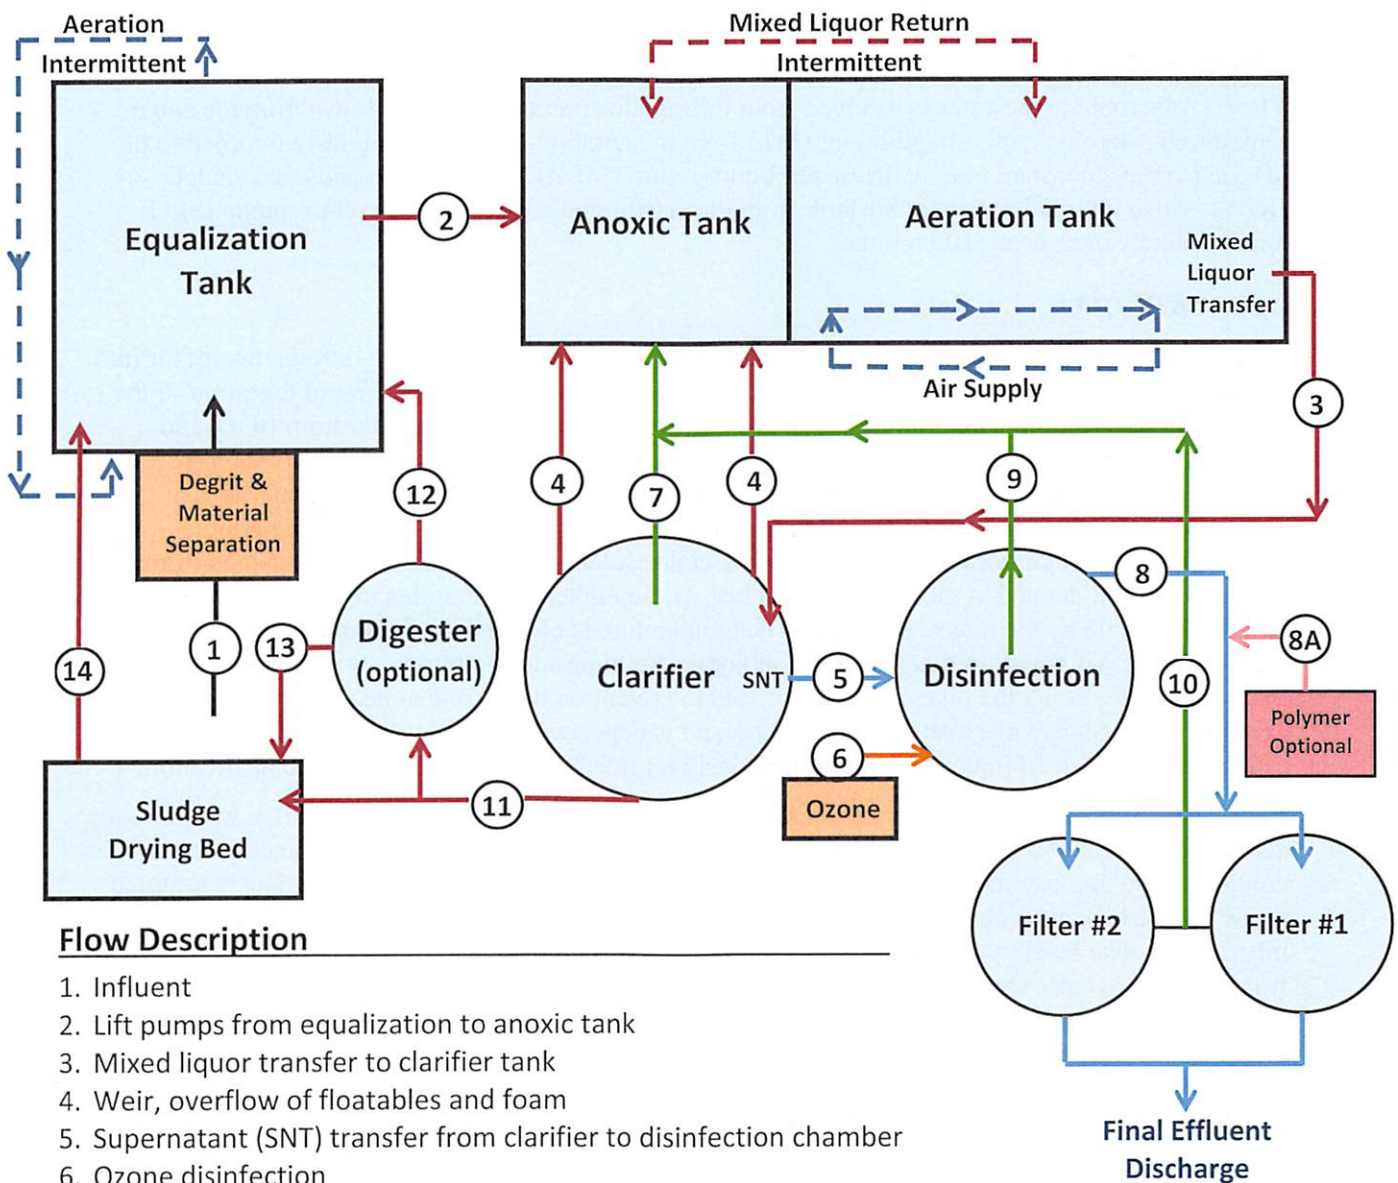 Aeration
Intermittent
Mixed Liquor Return
Intermittent
Equalization
Tank
2
Anoxic Tank
Aeration Tank
Mixed
Liquor
Transfer
Air Supply
3
Degrit &
Material
Separation
12
4
7
4
9
14
1
13
Digester
(optional)
Clarifier
SNT
5
Disinfection
8
8A
10
Polymer
Optional
6
Ozone
11
Sludge
Drying Bed
Filter #2
Filter #1
Final Effluent
Discharge
Flow Description
1. Influent
2. Lift pumps from equalization to anoxic tank
3. Mixed liquor transfer to clarifier tank
4. Weir, overflow of floatables and foam
5. Supernatant (SNT) transfer from clarifier to disinfection chamber
6. Ozone disinfection